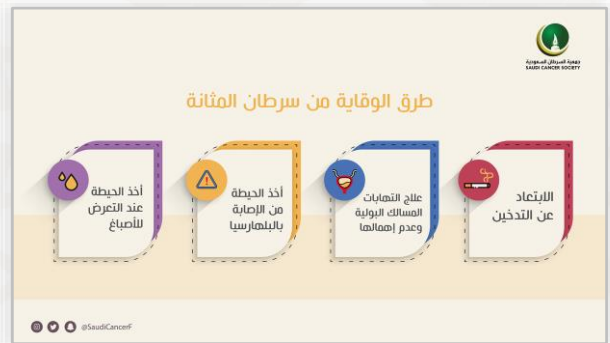 جمعية السرطان السعودية
SAUDI CANCER SOCIETY
طرق الوقاية من سرطان المثانة
الابتعاد
عن التدخين
علاج التهابات
المسالك البولية
وعدم إهمالها
أخذ الحيطة
من الإصابة
بالبلهارسيا
أخذ الحيطة
عند التعرض
للأصباغ
@SaudiCancerF